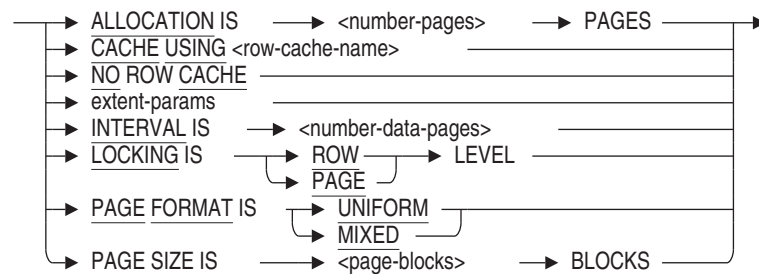 ALLOCATION IS <number-pages> PAGES
CACHE USING <row-cache-name>
NO ROW CACHE
extent-params
INTERVAL IS <number-data-pages>
LOCKING IS ROW LEVEL
PAGE
PAGE FORMAT IS UNIFORM
MIXED
PAGE SIZE IS <page-blocks> BLOCKS